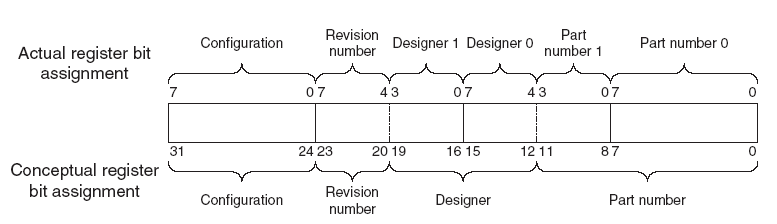 Actual register bit
assignment
Configuration
Revision
number
Designer 1
Designer 0
Part
number 1
Part number 0
7 0 7 4 3 0 7 4 3 0 7 0
31 24 23 20 19 16 15 12 11 8 7 0
Conceptual register
bit assignment
Configuration
Revision
number
Designer
Part number